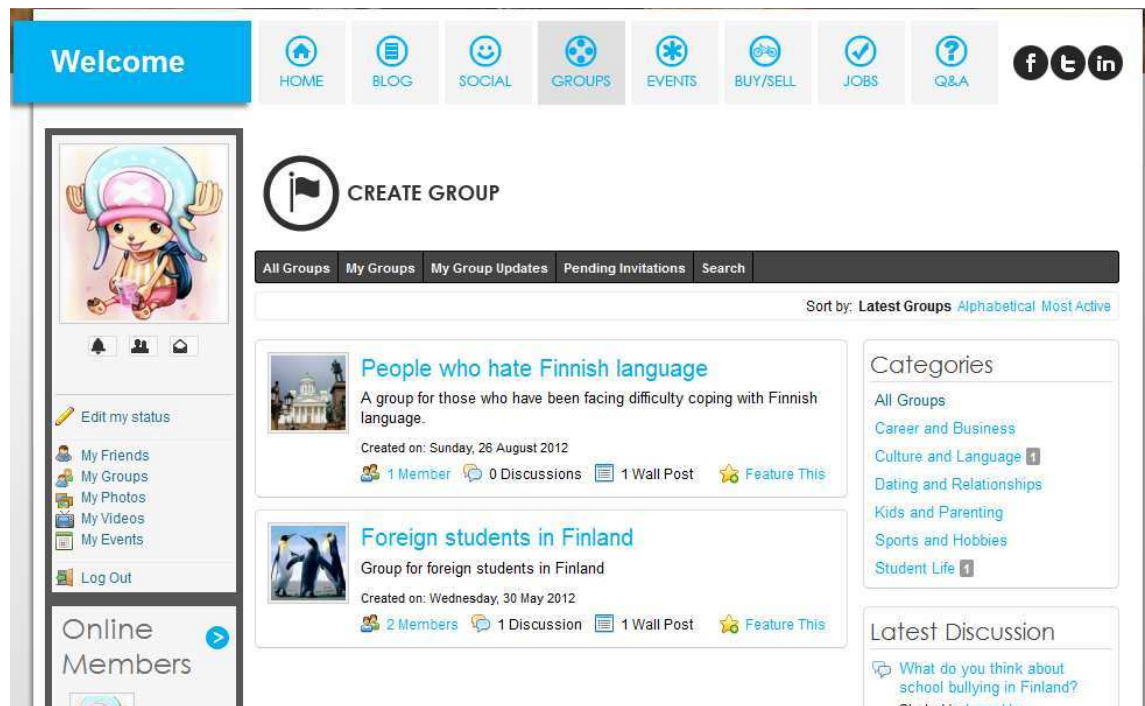 Welcome
HOME
BLOG
SOCIAL
GROUPS
EVENTS
BUY/SELL
JOBS
Q&A
f t in
CREATE GROUP
All Groups My Groups My Group Updates Pending Invitations Search
Sort by: Latest Groups Alphabetical Most Active
Edit my status
My Friends
My Groups
My Photos
My Videos
My Events
Log Out
Online
Members
People who hate Finnish language
A group for those who have been facing difficulty coping with Finnish
language.
Created on: Sunday, 26 August 2012
1 Member 0 Discussions 1 Wall Post Feature This
Foreign students in Finland
Group for foreign students in Finland
Created on: Wednesday, 30 May 2012
2 Members 1 Discussion 1 Wall Post Feature This
Categories
All Groups
Career and Business
Culture and Language 1
Dating and Relationships
Kids and Parenting
Sports and Hobbies
Student Life 1
Latest Discussion
What do you think about
school bullying in Finland?